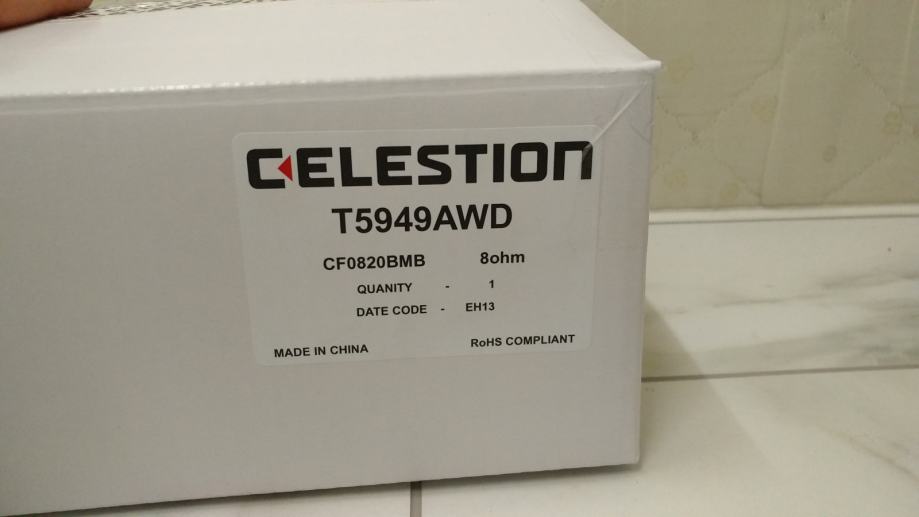 CELESTION
T5949AWD
CF0820BMB 8ohm
QUANITY - 1
DATE CODE - EH13
MADE IN CHINA RoHS COMPLIANT